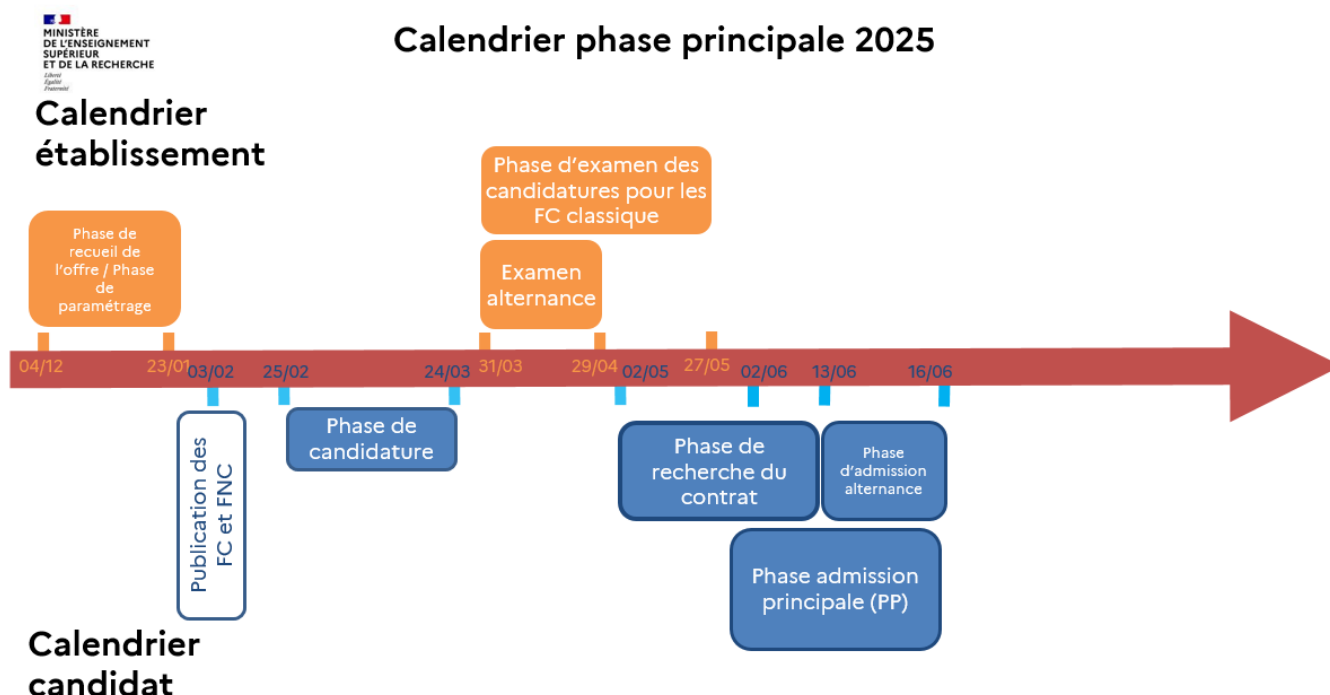 MINISTÈRE
DE L'ENSEIGNEMENT
SUPÉRIEUR
ET DE LA RECHERCHE
Liberté
Égalité
Fraternité
Calendrier phase principale 2025
Calendrier
établissement
Phase d'examen des
candidatures pour les
FC classique
Phase de
recueil de
l'offre / Phase
de
paramétrage
Examen
alternance
04/12
23/01
03/02
25/02
24/03
31/03
29/04
02/05
27/05
02/06
13/06
16/06
Publication des
FC et FNC
Phase de
candidature
Phase de
recherche du
contrat
Phase
d'admission
alternance
Phase admission
principale (PP)
Calendrier
candidat